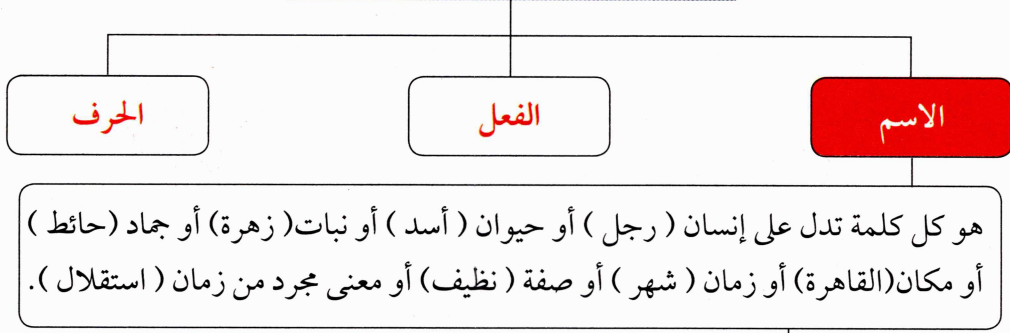 الاسم
الفعل
الحرف
هو كل كلمة تدل على إنسان ( رجل ) أو حيوان ( أسد ) أو نبات( زهرة) أو جماد (حائط )
أو مكان(القاهرة) أو زمان ( شهر ) أو صفة ( نظيف) أو معنى مجرد من زمان ( استقلال ).